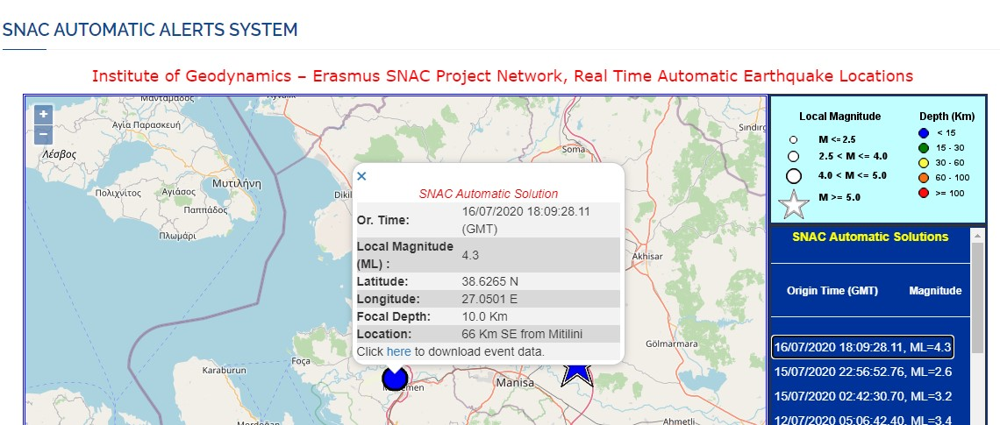 SNAC AUTOMATIC ALERTS SYSTEM
Institute of Geodynamics – Erasmus SNAC Project Network, Real Time Automatic Earthquake Locations
+
−
Μανταμάδος
Αγία Παρασκευή
Λέσβος
Πολιχνίτος
Αγιάσος
Μυτιλήνη
Παππάδος
Πλωμάρι
Ayvalık
Dikil
Soma
Sındırg
Akhisar
Gölmarmara
Foça
Karaburun
Manisa
Ahmetli
Mordoğan
×
SNAC Automatic Solution
Or. Time: 16/07/2020 18:09:28.11
(GMT)
Local Magnitude
(ML) : 4.3
Latitude: 38.6265 N
Longitude: 27.0501 E
Focal Depth: 10.0 Km
Location: 66 Km SE from Mitilini
Click here to download event data.
Local Magnitude
M <= 2.5
2.5 < M <= 4.0
4.0 < M <= 5.0
M >= 5.0
Depth (Km)
< 15
15 - 30
30 - 60
60 - 100
>= 100
SNAC Automatic Solutions
Origin Time (GMT) Magnitude
16/07/2020 18:09:28.11, ML=4.3
15/07/2020 22:56:52.76, ML=2.6
15/07/2020 02:42:30.70, ML=3.2
12/07/2020 05:06:42.40, ML=3.4